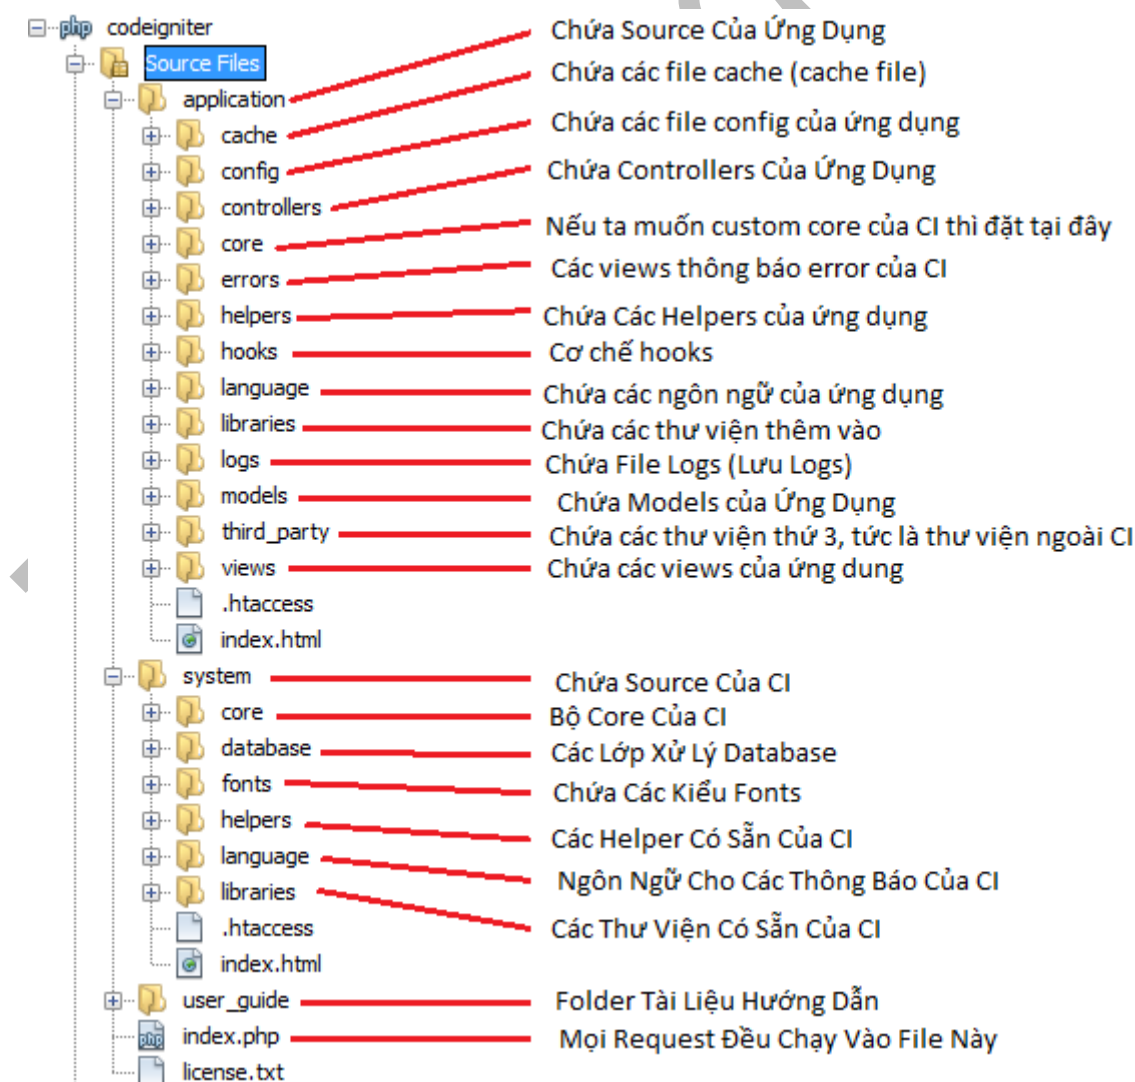 php codeigniter
Source Files
application Chứa Source Của Ứng Dụng
cache Chứa các file cache (cache file)
config Chứa các file config của ứng dụng
controllers Chứa Controllers Của Ứng Dụng
core Nếu ta muốn custom core của CI thì đặt tại đây
errors Các views thông báo error của CI
helpers Chứa Các Helpers của ứng dụng
hooks Cơ chế hooks
language Chứa các ngôn ngữ của ứng dụng
libraries Chứa các thư viện thêm vào
logs Chứa File Logs (Lưu Logs)
models Chứa Models của Ứng Dụng
third_party Chứa các thư viện thứ 3, tức là thư viện ngoài CI
views Chứa các views của ứng dung
.htaccess
index.html
system Chứa Source Của CI
core Bộ Core Của CI
database Các Lớp Xử Lý Database
fonts Chứa Các Kiểu Fonts
helpers Các Helper Có Sẵn Của CI
language Ngôn Ngữ Cho Các Thông Báo Của CI
libraries Các Thư Viện Có Sẵn Của CI
.htaccess
index.html
user_guide Folder Tài Liệu Hướng Dẫn
php index.php Mọi Request Đều Chạy Vào File Này
license.txt